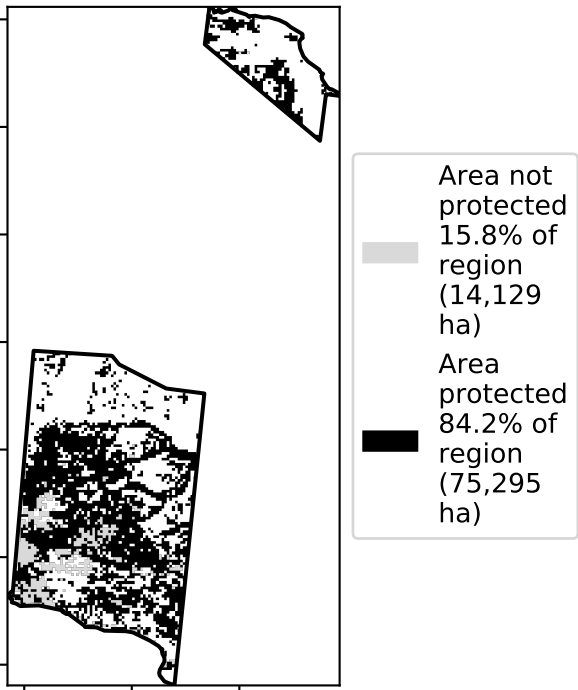 Area not
protected
15.8% of
region
(14,129
ha)
Area
protected
84.2% of
region
(75,295
ha)